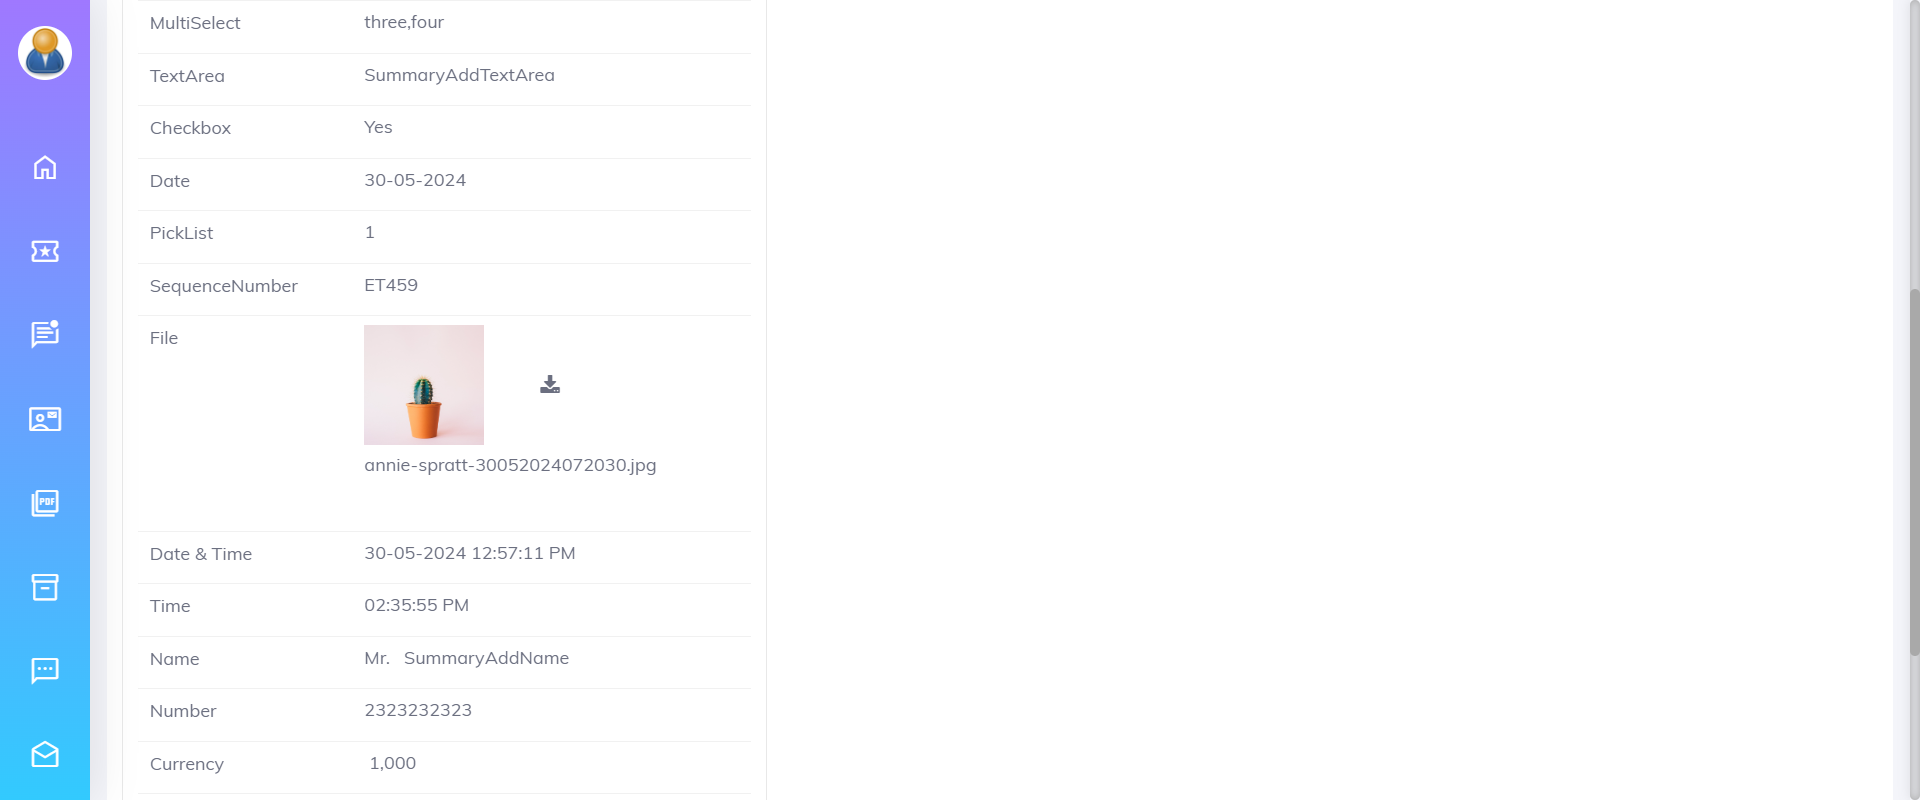 MultiSelect three,four
TextArea SummaryAddTextArea
Checkbox Yes
Date 30-05-2024
PickList 1
SequenceNumber ET459
File
annie-spratt-30052024072030.jpg
Date & Time 30-05-2024 12:57:11 PM
Time 02:35:55 PM
Name Mr. SummaryAddName
Number 2323232323
Currency 1,000
PDF